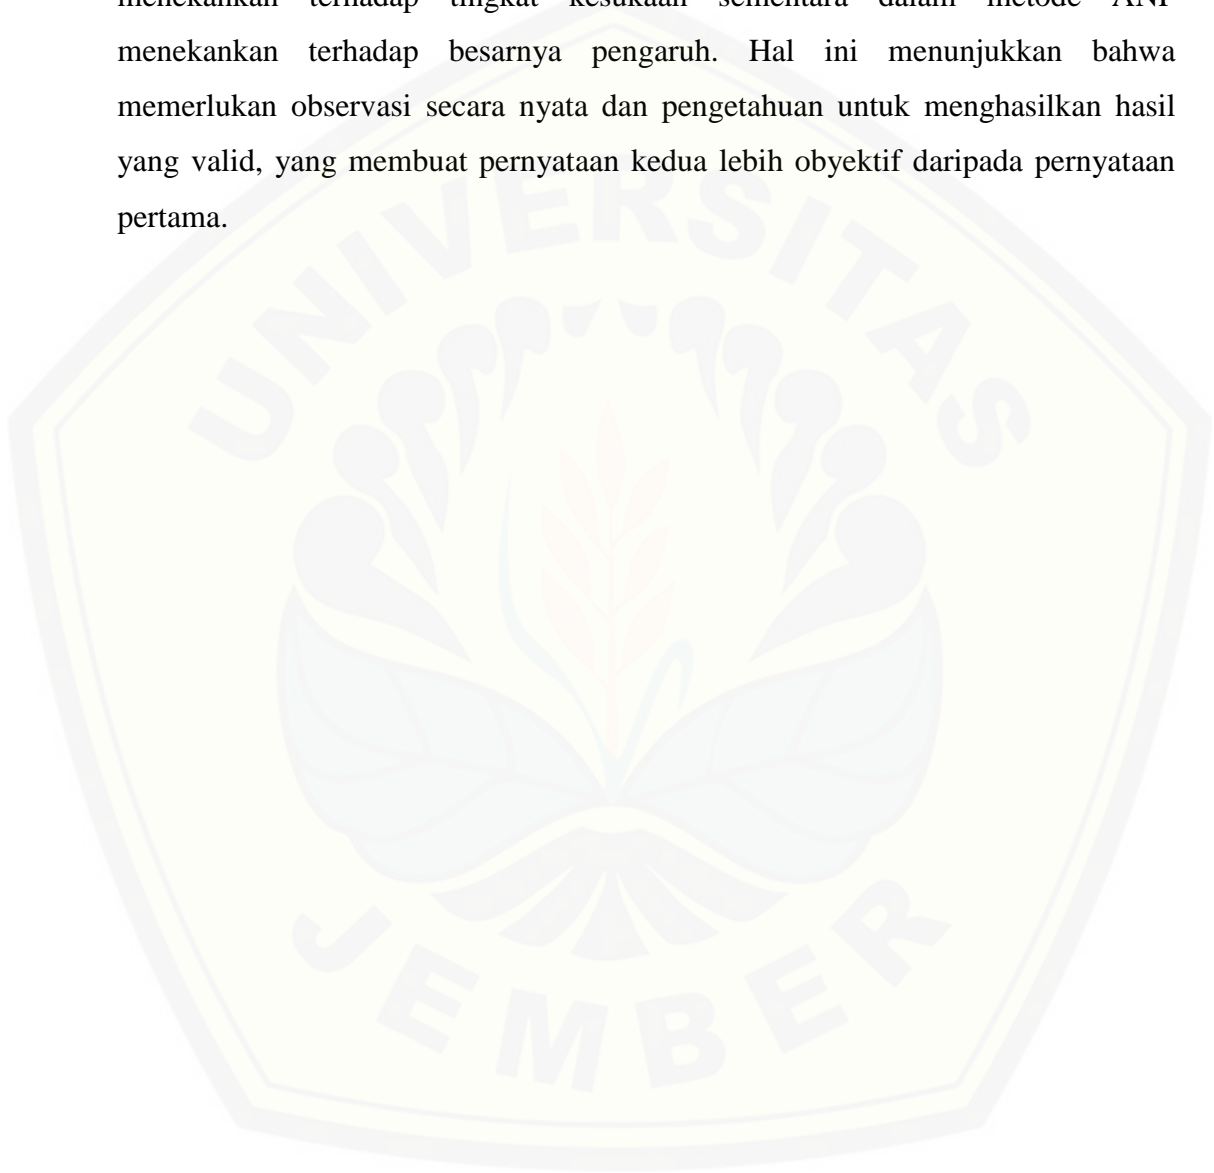 menekankan terhadap tingkat kesukaan sementara dalam metode ANP
menekankan terhadap besarnya pengaruh. Hal ini menunjukkan bahwa
memerlukan observasi secara nyata dan pengetahuan untuk menghasilkan hasil
yang valid, yang membuat pernyataan kedua lebih obyektif daripada pernyataan
pertama.
UNIVERSITAS
JEMBER